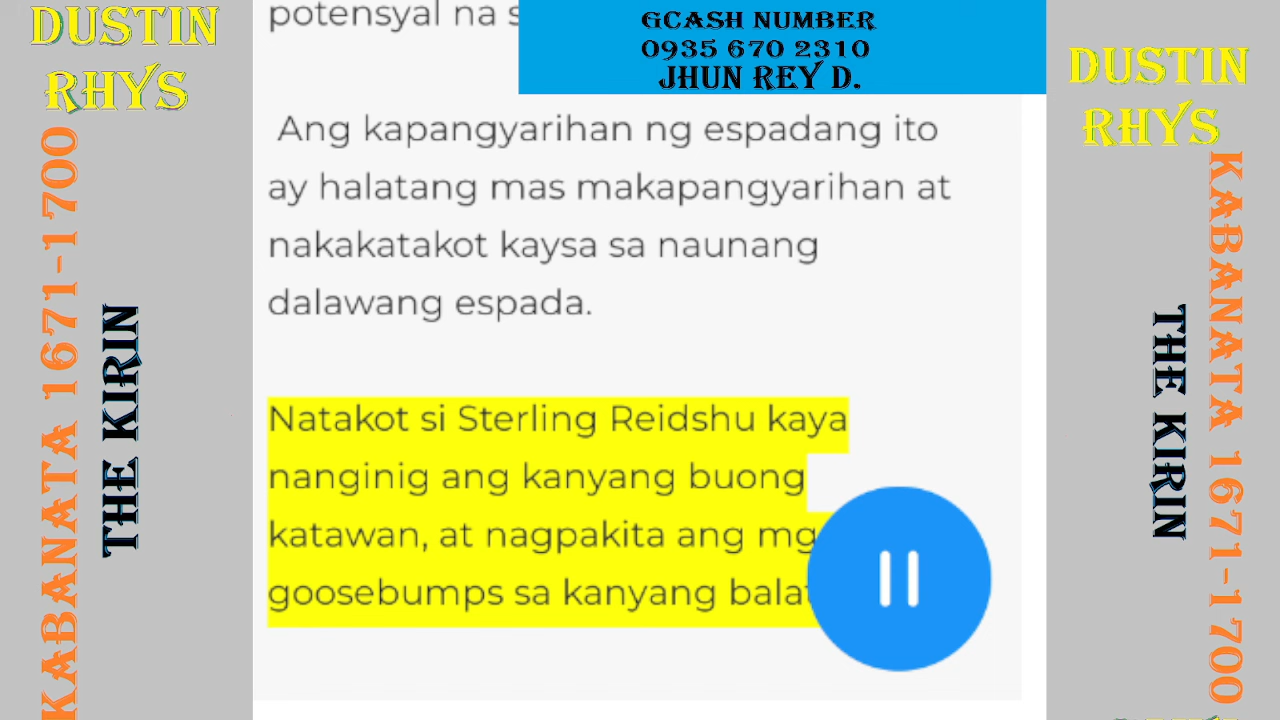 DUSTIN
RHYS
KABANATA 1671-1700
THE KIRIN
potensyal na
GCASH NUMBER
0935 670 2310
JHUN REY D.
Ang kapangyarihan ng espadang ito
ay halatang mas makapangyarihan at
nakakatakot kaysa sa naunang
dalawang espada.
Natakot si Sterling Reidshu kaya
nanginig ang kanyang buong
katawan, at nagpakita ang mg
goosebumps sa kanyang balat
DUSTIN
RHYS
KABANATA 1671-1700
THE KIRIN